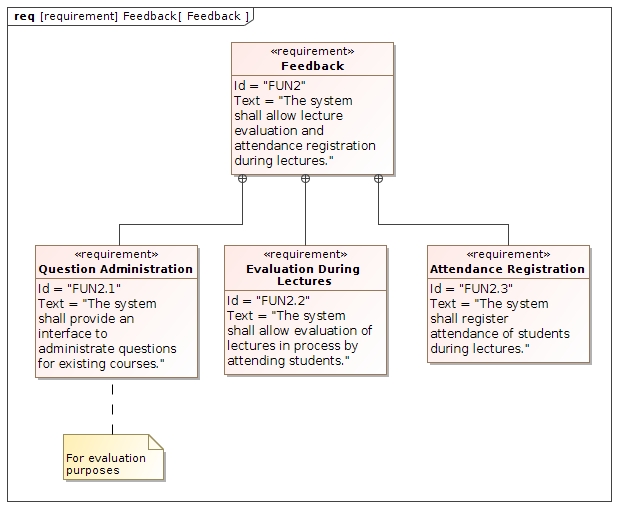 req [requirement] Feedback[ Feedback ]
«requirement»
Feedback
Id = "FUN2"
Text = "The system
shall allow lecture
evaluation and
attendance registration
during lectures."
«requirement»
Question Administration
Id = "FUN2.1"
Text = "The system
shall provide an
interface to
administrate questions
for existing courses."
«requirement»
Evaluation During
Lectures
Id = "FUN2.2"
Text = "The system
shall allow evaluation of
lectures in process by
attending students."
«requirement»
Attendance Registration
Id = "FUN2.3"
Text = "The system
shall register
attendance of students
during lectures."
For evaluation
purposes